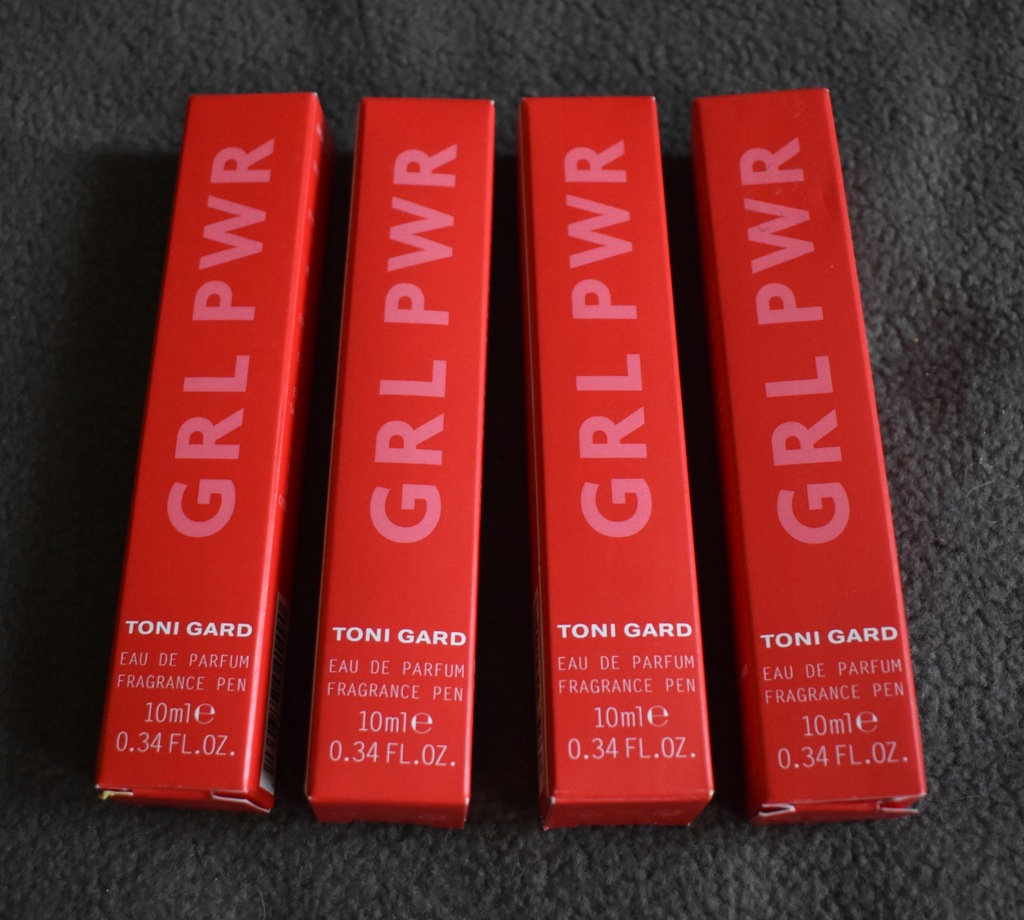 GRL PWR
TONI GARD
EAU DE PARFUM
FRAGRANCE PEN
10ml℮
0.34 FL.OZ.
GRL PWR
TONI GARD
EAU DE PARFUM
FRAGRANCE PEN
10ml℮
0.34 FL.OZ.
GRL PWR
TONI GARD
EAU DE PARFUM
FRAGRANCE PEN
10ml℮
0.34 FL.OZ.
GRL PWR
TONI GARD
EAU DE PARFUM
FRAGRANCE PEN
10ml℮
0.34 FL.OZ.